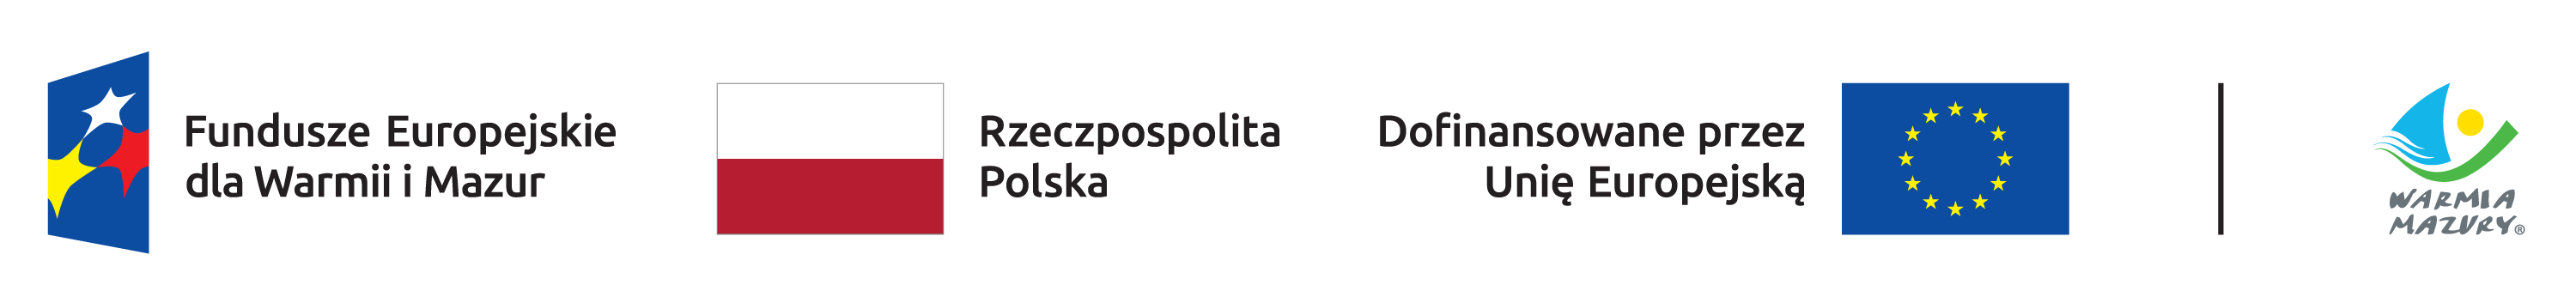 Fundusze Europejskie
dla Warmii i Mazur
Rzeczpospolita
Polska
Dofinansowane przez
Unię Europejską
WARMIA
MAZURY®